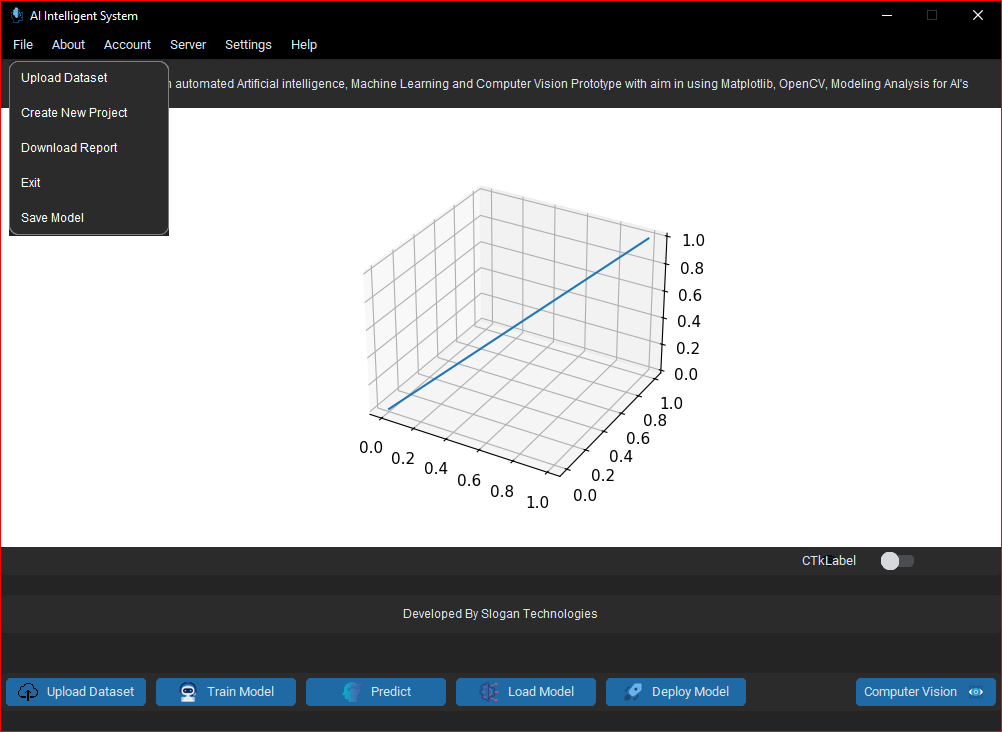 AI Intelligent System
File About Account Server Settings Help
automated Artificial intelligence, Machine Learning and Computer Vision Prototype with aim in using Matplotlib, OpenCV, Modeling Analysis for AI's
Upload Dataset
Create New Project
Download Report
Exit
Save Model
1.0
0.8
0.6
0.4
0.2
0.0
1.0
0.8
0.6
0.4
0.2
0.0
0.0
0.2
0.4
0.6
0.8
1.0
CTkLabel
Developed By Slogan Technologies
Upload Dataset Train Model Predict Load Model Deploy Model Computer Vision